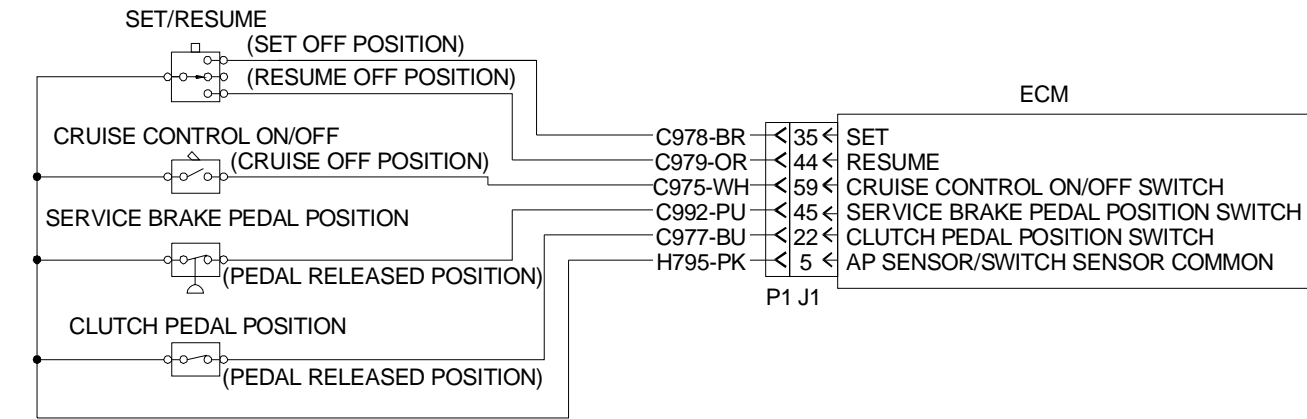 SET/RESUME
(SET OFF POSITION)
(RESUME OFF POSITION)
ECM
CRUISE CONTROL ON/OFF
(CRUISE OFF POSITION)
C978-BR 35 SET
C979-OR 44 RESUME
C975-WH 59 CRUISE CONTROL ON/OFF SWITCH
SERVICE BRAKE PEDAL POSITION
C992-PU 45 SERVICE BRAKE PEDAL POSITION SWITCH
C977-BU 22 CLUTCH PEDAL POSITION SWITCH
H795-PK 5 AP SENSOR/SWITCH SENSOR COMMON
(PEDAL RELEASED POSITION)
P1 J1
CLUTCH PEDAL POSITION
(PEDAL RELEASED POSITION)